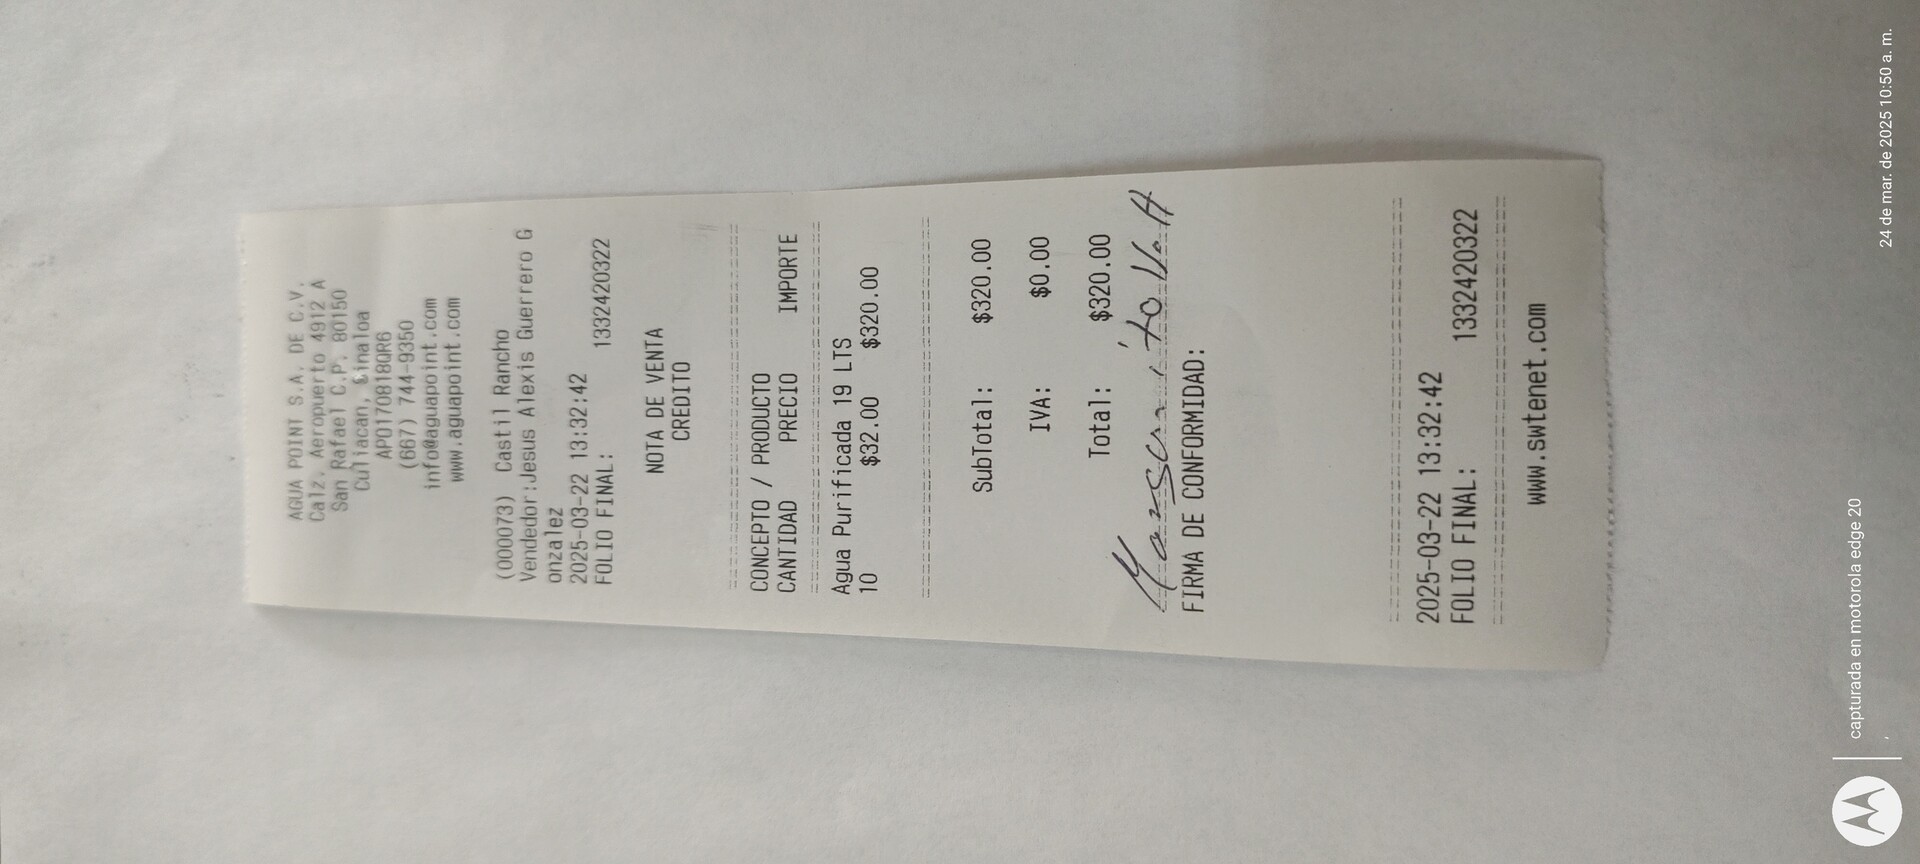 AGUA POINT S.A. DE C.V.
Calz. Aeropuerto 4912 A
San Rafael C.P. 80150
Culiacan, Sinaloa
APO170818QR6
(667) 744-9350
info@aguapoint.com
www.aguapoint.com
(000073) Castil Rancho
Vendedor:Jesus Alexis Guerrero G
onzalez
2025-03-22 13:32:42
FOLIO FINAL: 1332420322
NOTA DE VENTA
CREDITO
CONCEPTO / PRODUCTO
CANTIDAD PRECIO IMPORTE
Agua Purificada 19 LTS
10 $32.00 $320.00
SubTotal: $320.00
IVA: $0.00
Total: $320.00
FIRMA DE CONFORMIDAD:
2025-03-22 13:32:42
FOLIO FINAL: 1332420322
www.swtenet.com
capturada en motorola edge 20
24 de mar. de 2025 10:50 a. m.